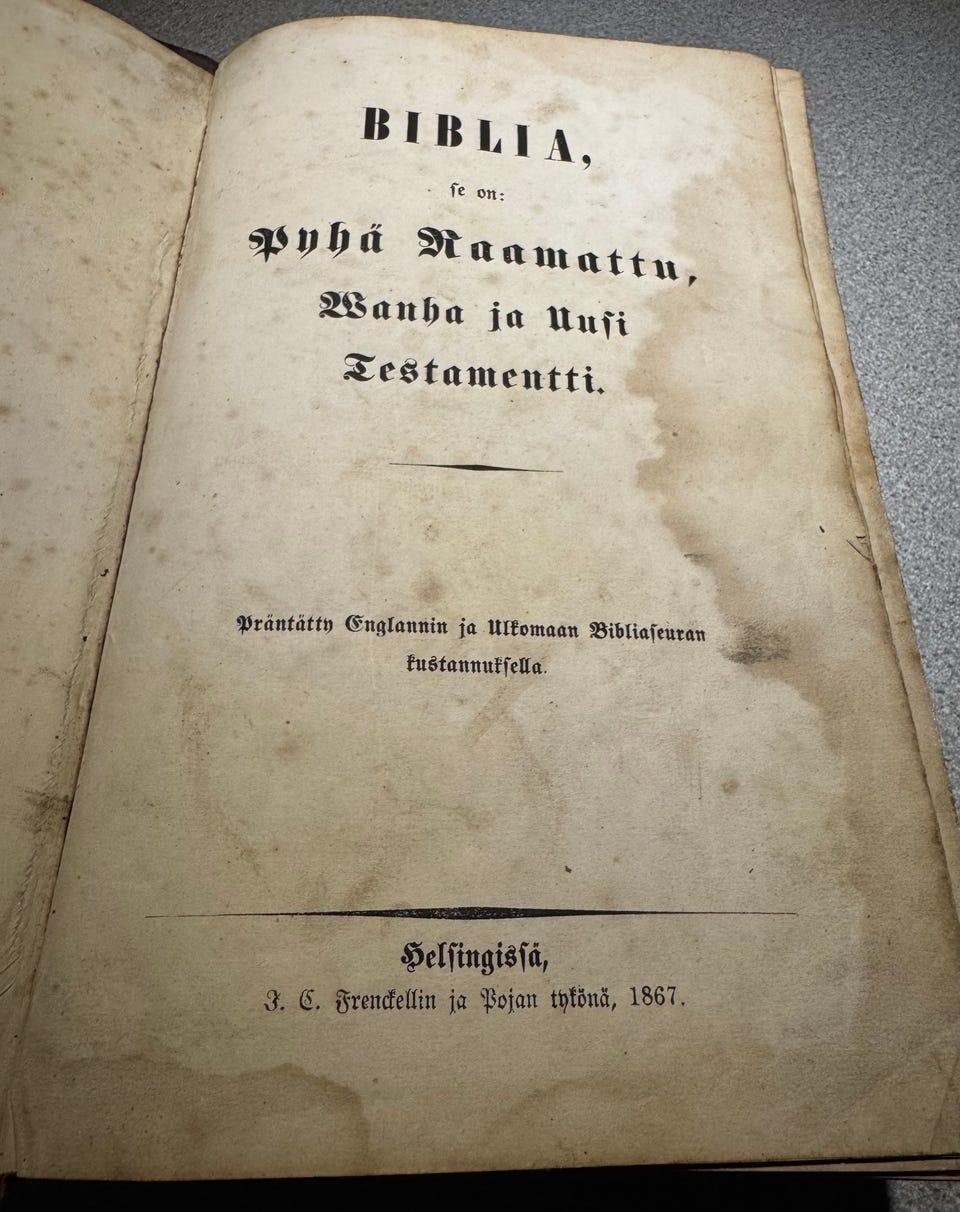 BIBLIA,
se on:
Pyhä Raamattu,
Wanha ja Uusi
Testamentti.
Präntätty Englannin ja Ulkomaan Bibliaseuran
kustannuksella.
Helsingissä,
J. C. Frenckellin ja Pojan tykönä, 1867.